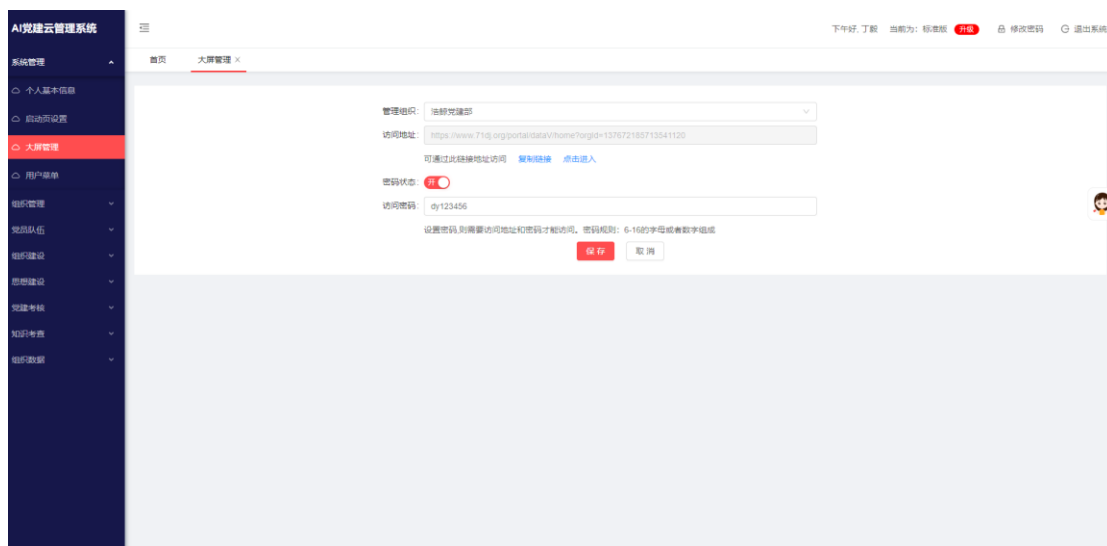 AI党建云管理系统
下午好, 丁毅 当前为：标准版 升级 修改密码 退出系统
系统管理
首页 大屏管理 ×
个人基本信息
启动页设置
大屏管理
用户菜单
组织管理
党员队伍
组织建设
思想建设
党建考核
知识考查
组织数据
管理组织:
党建部
访问地址:
可通过此链接地址访问 复制链接 点击进入
密码状态: 开
访问密码: dy123456
设置密码,则需要访问地址和密码才能访问。密码规则：6-16的字母或者数字组成
保存 取消